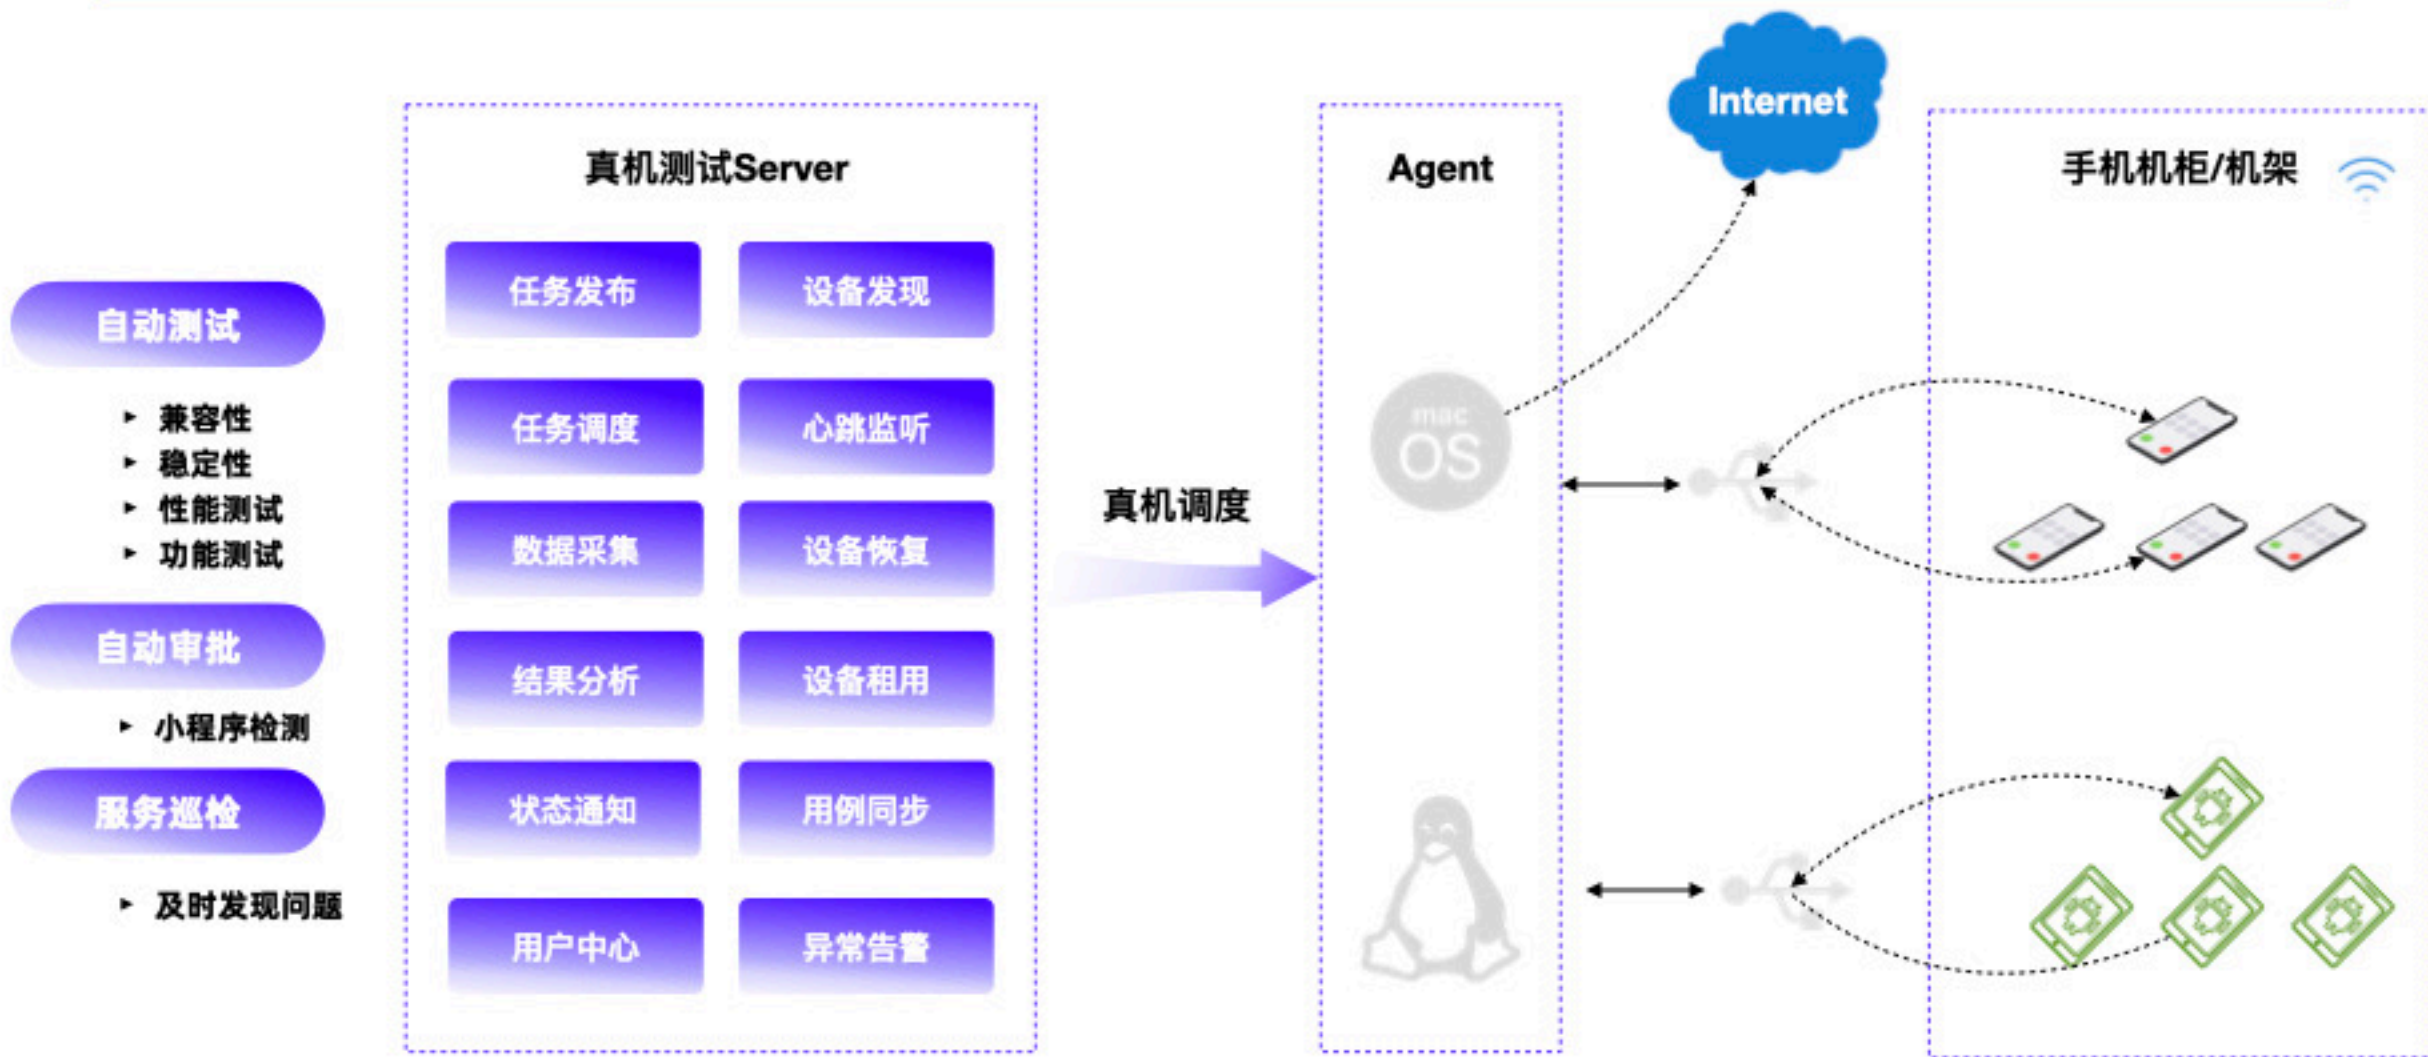 自动测试
兼容性
稳定性
性能测试
功能测试
自动审批
小程序检测
服务巡检
及时发现问题
真机测试Server
任务发布
设备发现
任务调度
心跳监听
数据采集
设备恢复
结果分析
设备租用
状态通知
用例同步
用户中心
异常告警
真机调度
Agent
mac
OS
Internet
手机机柜/机架